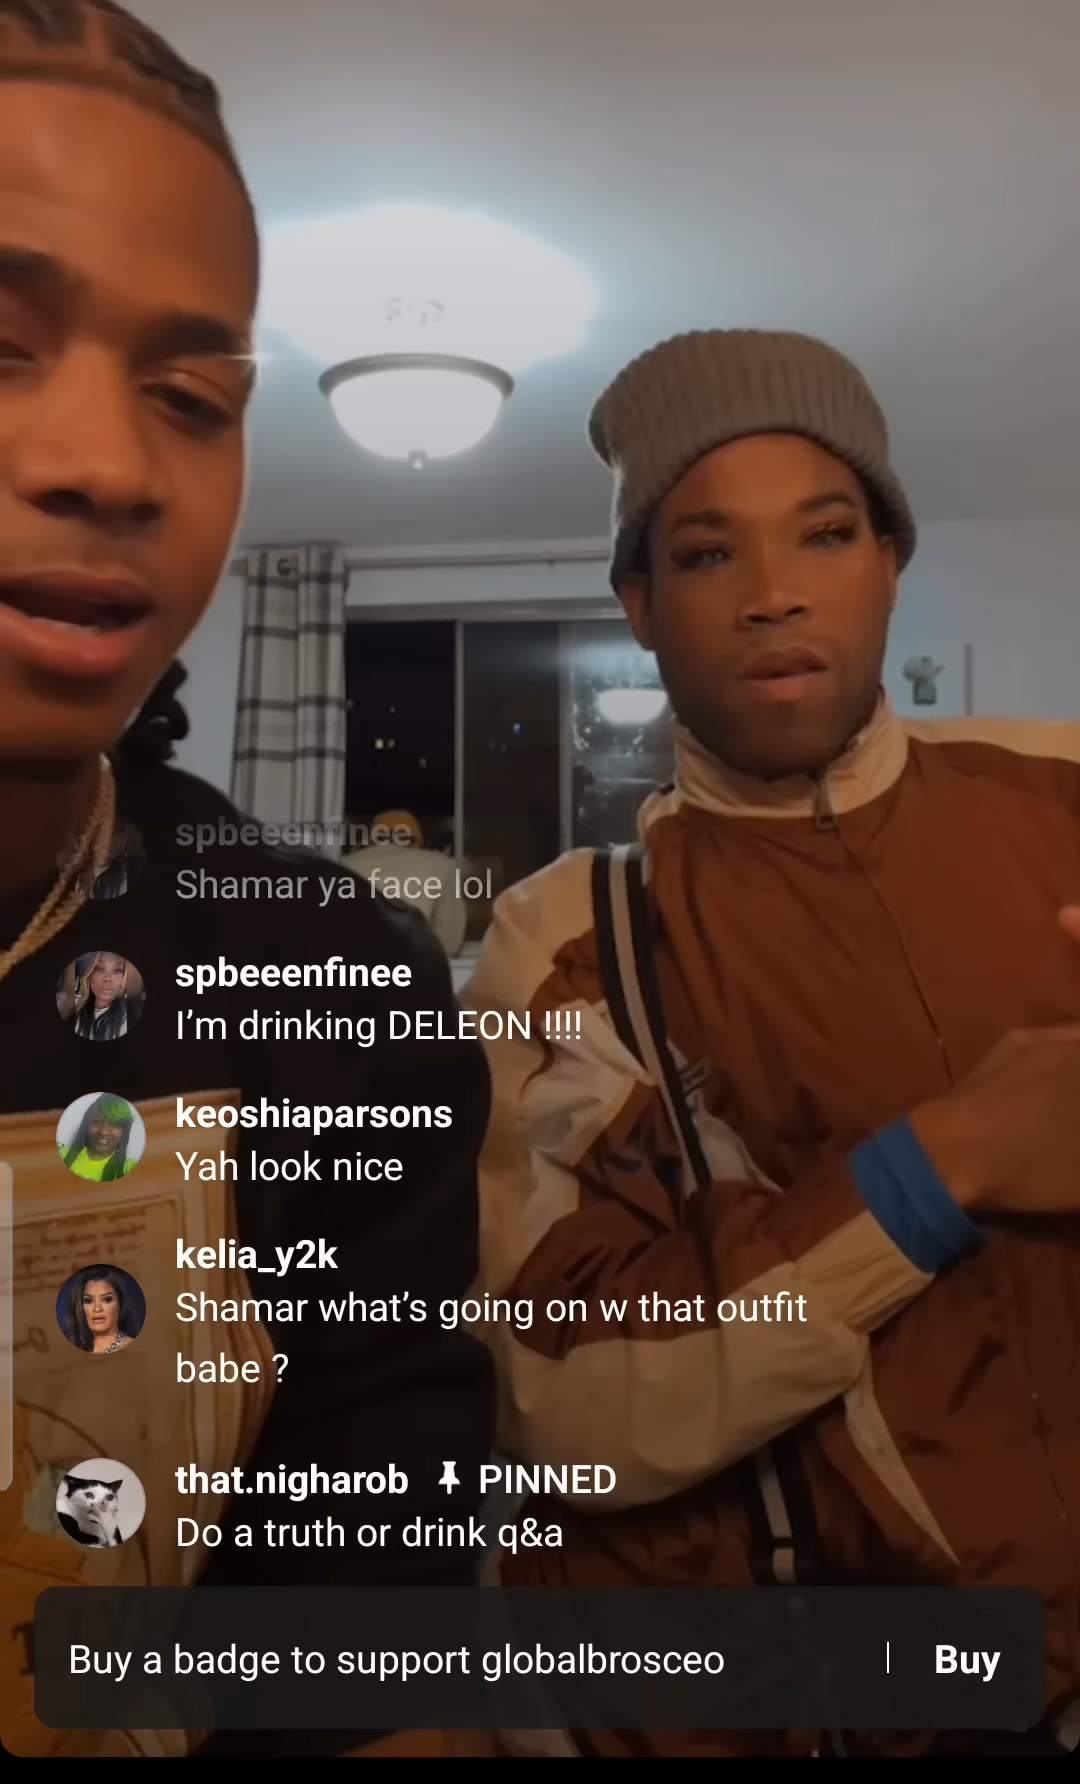 spbeeenfinee
Shamar ya face lol
spbeeenfinee
I’m drinking DELEON !!!!
keoshiaparsons
Yah look nice
kelia_y2k
Shamar what’s going on w that outfit
babe ?
that.nigharob PINNED
Do a truth or drink q&a
Buy a badge to support globalbrosceo | Buy